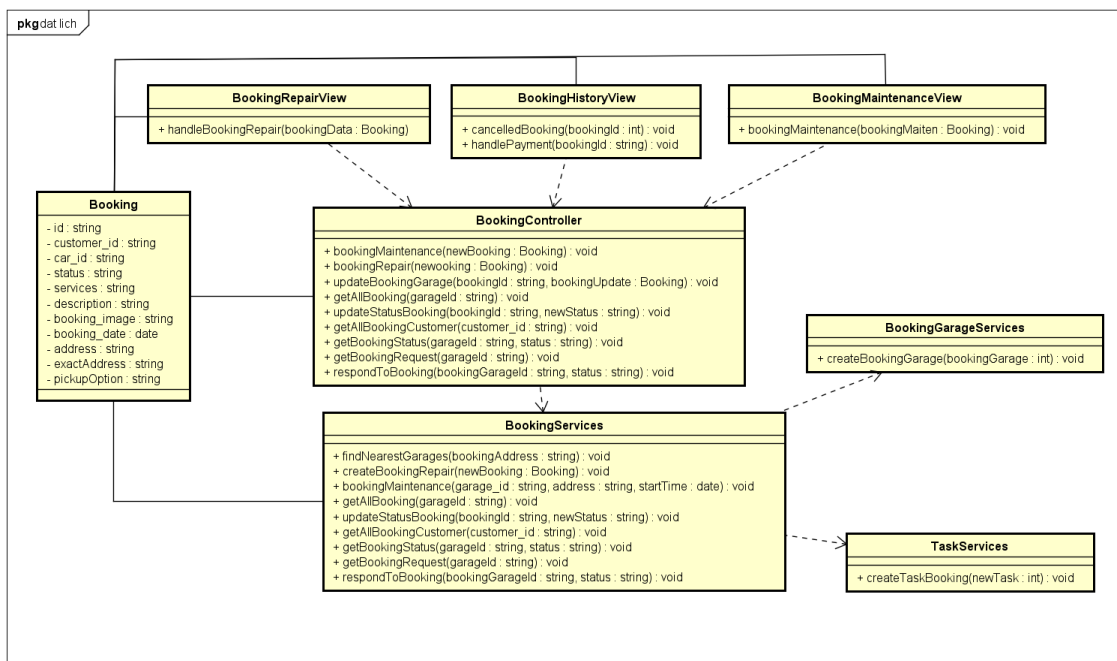 pkg dat lich
BookingRepairView
+ handleBookingRepair(bookingData : Booking)
BookingHistoryView
+ cancelledBooking(bookingId : int) : void
+ handlePayment(bookingId : string) : void
BookingMaintenanceView
+ bookingMaintenance(bookingMaiten : Booking) : void
Booking
- id : string
- customer_id : string
- car_id : string
- status : string
- services : string
- description : string
- booking_image : string
- booking_date : date
- address : string
- exactAddress : string
- pickupOption : string
BookingController
+ bookingMaintenance(newBooking : Booking) : void
+ bookingRepair(newooking : Booking) : void
+ updateBookingGarage(bookingId : string, bookingUpdate : Booking) : void
+ getAllBooking(garageId : string) : void
+ updateStatusBooking(bookingId : string, newStatus : string) : void
+ getAllBookingCustomer(customer_id : string) : void
+ getBookingStatus(garageId : string, status : string) : void
+ getBookingRequest(garageId : string) : void
+ respondToBooking(bookingGarageId : string, status : string) : void
BookingGarageServices
+ createBookingGarage(bookingGarage : int) : void
BookingServices
+ findNearestGarages(bookingAddress : string) : void
+ createBookingRepair(newBooking : Booking) : void
+ bookingMaintenance(garage_id : string, address : string, startTime : date) : void
+ getAllBooking(garageId : string) : void
+ updateStatusBooking(bookingId : string, newStatus : string) : void
+ getAllBookingCustomer(customer_id : string) : void
+ getBookingStatus(garageId : string, status : string) : void
+ getBookingRequest(garageId : string) : void
+ respondToBooking(bookingGarageId : string, status : string) : void
TaskServices
+ createTaskBooking(newTask : int) : void